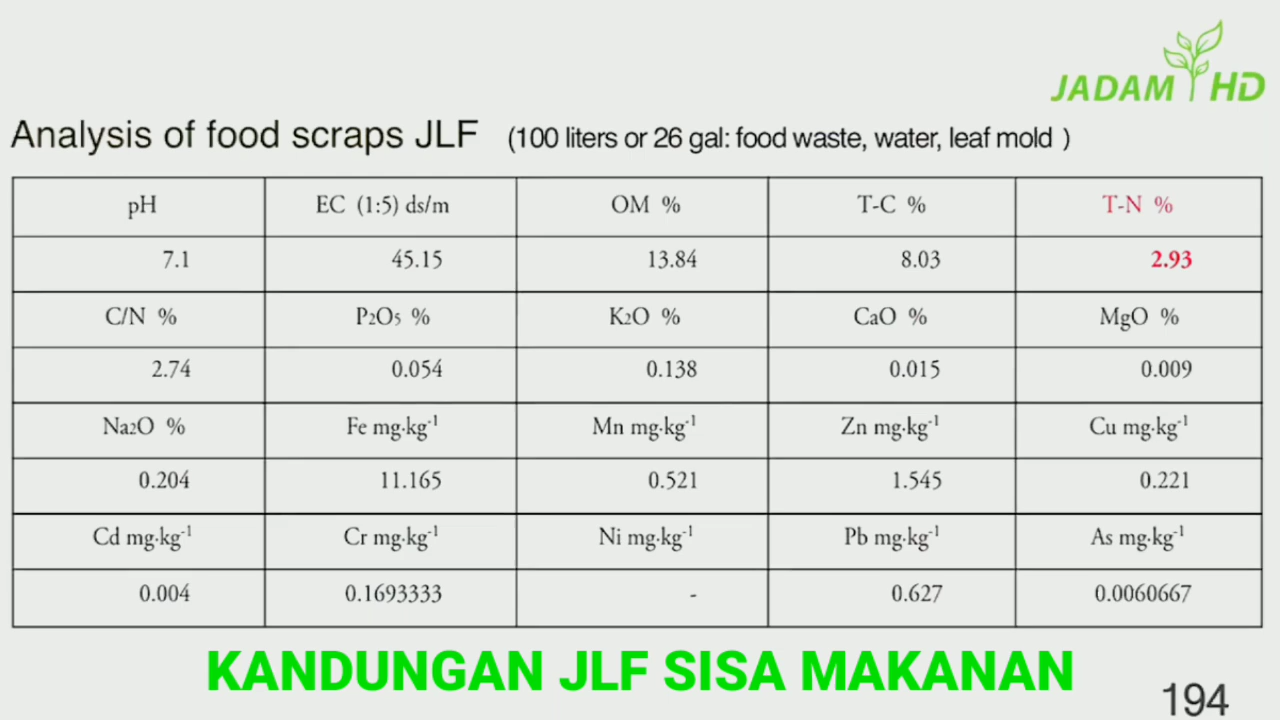 JADAM HD
Analysis of food scraps JLF (100 liters or 26 gal: food waste, water, leaf mold )
pH EC (1:5) ds/m OM % T-C % T-N %
7.1 45.15 13.84 8.03 2.93
C/N % P2O5 % K2O % CaO % MgO %
2.74 0.054 0.138 0.015 0.009
Na2O % Fe mg·kg-1 Mn mg·kg-1 Zn mg·kg-1 Cu mg·kg-1
0.204 11.165 0.521 1.545 0.221
Cd mg·kg-1 Cr mg·kg-1 Ni mg·kg-1 Pb mg·kg-1 As mg·kg-1
0.004 0.1693333 - 0.627 0.0060667
KANDUNGAN JLF SISA MAKANAN
194